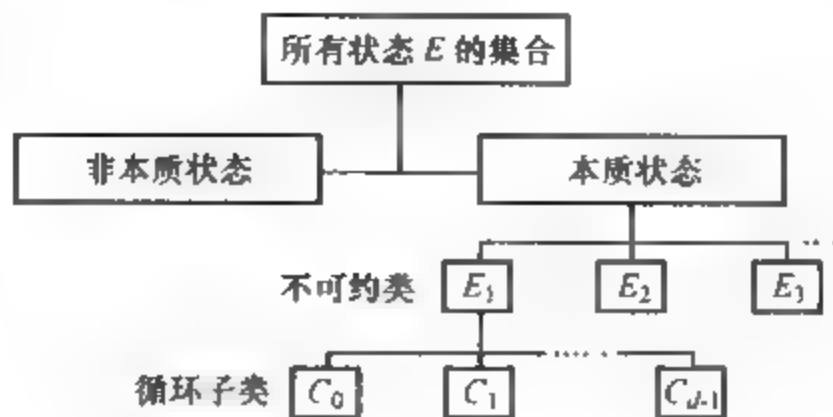 所有状态 E 的集合
非本质状态
本质状态
不可约类 E₁ E₂ E₃
循环子类 C₀ C₁ C_{d-1}